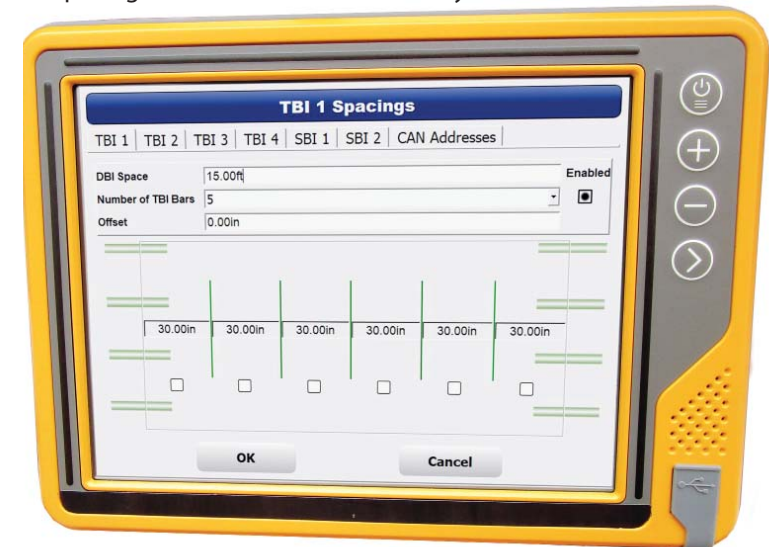 TBI 1 Spacings
TBI 1 TBI 2 TBI 3 TBI 4 SBI 1 SBI 2 CAN Addresses
DBI Space 15.00ft Enabled
Number of TBI Bars 5
Offset 0.00in
30.00in 30.00in 30.00in 30.00in 30.00in 30.00in
OK Cancel